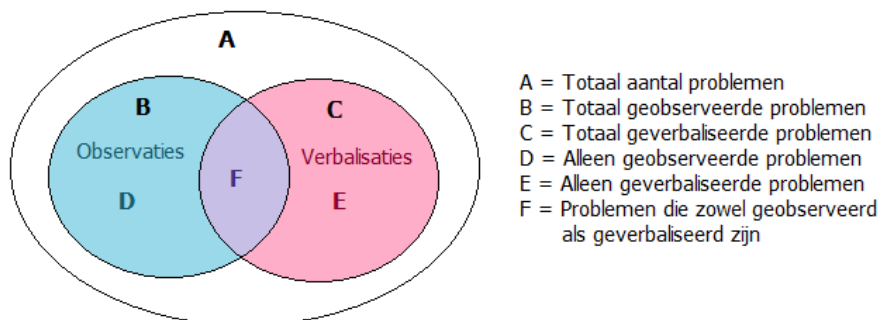 A
B
C
Observaties
Verbalisaties
F
D
E
A = Totaal aantal problemen
B = Totaal geobserveerde problemen
C = Totaal geverbaliseerde problemen
D = Alleen geobserveerde problemen
E = Alleen geverbaliseerde problemen
F = Problemen die zowel geobserveerd
als geverbaliseerd zijn